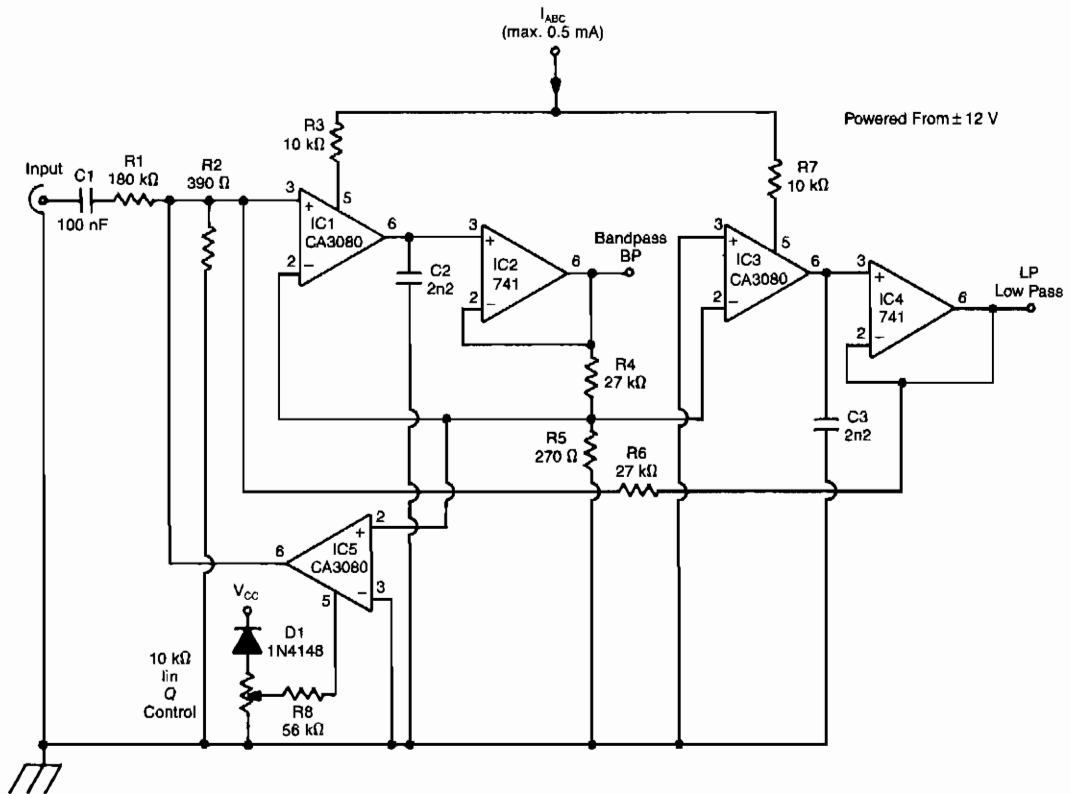 I_ABC
(max. 0.5 mA)
Powered From ± 12 V
Input
C1
100 nF
R1
180 kΩ
R2
390 Ω
R3
10 kΩ
3
+
5
IC1
CA3080
6
2
−
C2
2n2
3
+
IC2
741
6
2
−
Bandpass
BP
R4
27 kΩ
R5
270 Ω
R6
27 kΩ
R7
10 kΩ
3
+
5
IC3
CA3080
6
2
−
3
+
IC4
741
6
2
−
LP
Low Pass
C3
2n2
6
IC5
CA3080
+
2
−
3
5
V_CC
D1
1N4148
10 kΩ
lin
Q
Control
R8
56 kΩ